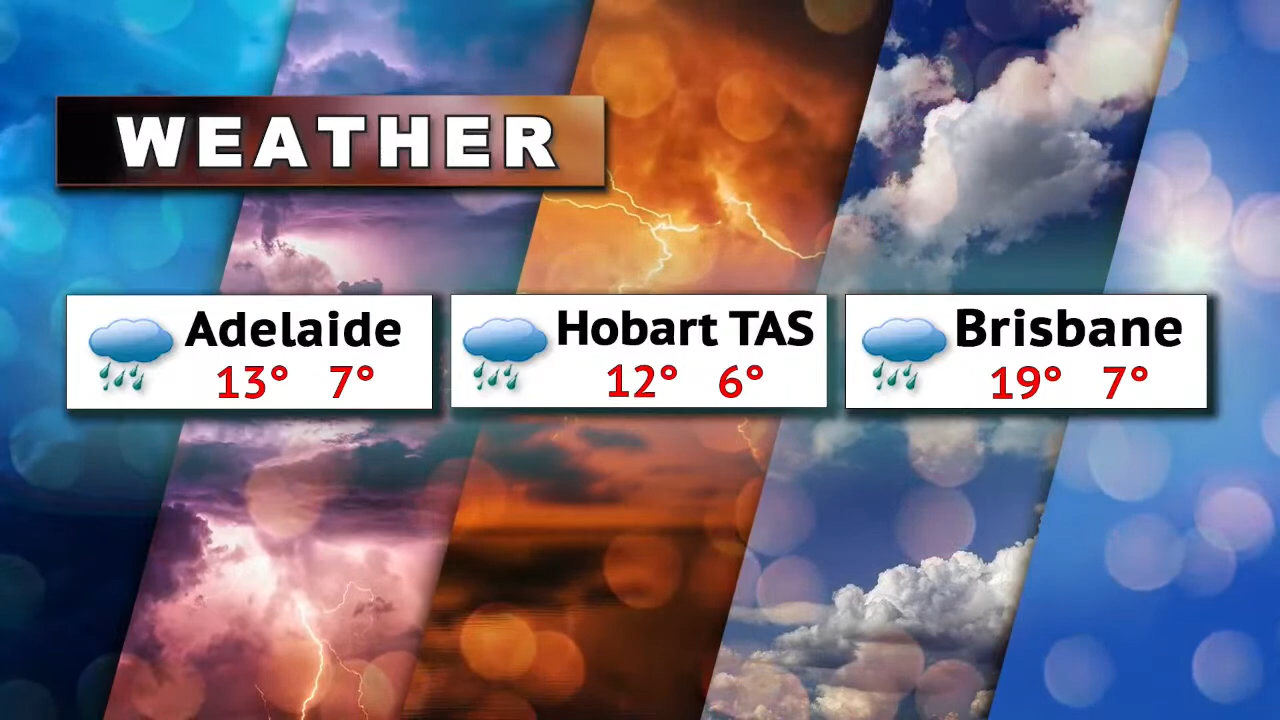 WEATHER
Adelaide
13° 7°
Hobart TAS
12° 6°
Brisbane
19° 7°